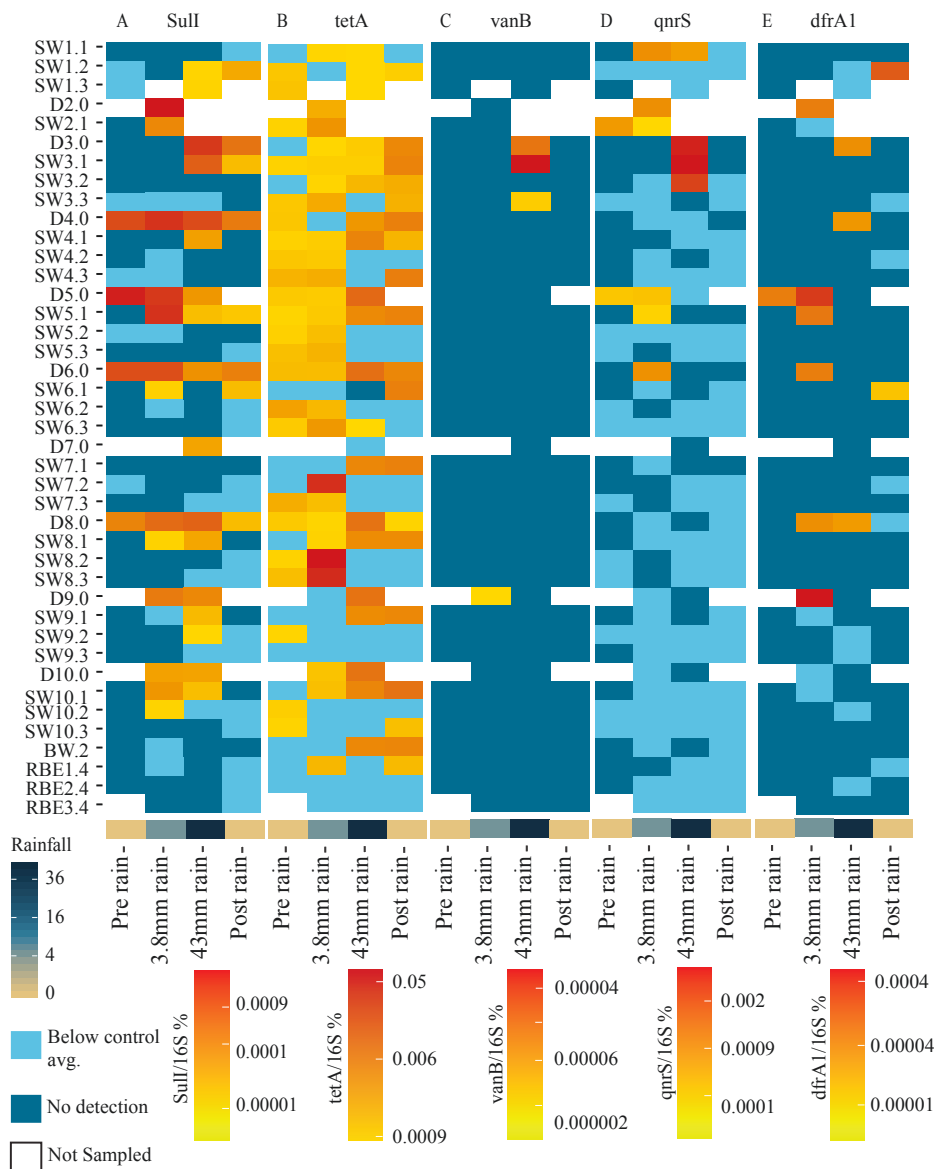 A SulI B tetA C vanB D qnrS E dfrA1
SW1.1
SW1.2
SW1.3
D2.0
SW2.1
D3.0
SW3.1
SW3.2
SW3.3
D4.0
SW4.1
SW4.2
SW4.3
D5.0
SW5.1
SW5.2
SW5.3
D6.0
SW6.1
SW6.2
SW6.3
D7.0
SW7.1
SW7.2
SW7.3
D8.0
SW8.1
SW8.2
SW8.3
D9.0
SW9.1
SW9.2
SW9.3
D10.0
SW10.1
SW10.2
SW10.3
BW.2
RBE1.4
RBE2.4
RBE3.4
Pre rain
3.8mm rain
43mm rain
Post rain
Pre rain
3.8mm rain
43mm rain
Post rain
Pre rain
3.8mm rain
43mm rain
Post rain
Pre rain
3.8mm rain
43mm rain
Post rain
Pre rain
3.8mm rain
43mm rain
Post rain
Rainfall
36
16
4
0
Below control
avg.
No detection
Not Sampled
SulI/16S %
0.0009
0.0001
0.00001
tetA/16S %
0.05
0.006
0.0009
vanB/16S %
0.00004
0.00006
0.000002
qnrS/16S %
0.002
0.0009
0.0001
dfrA1/16S %
0.0004
0.00004
0.00001